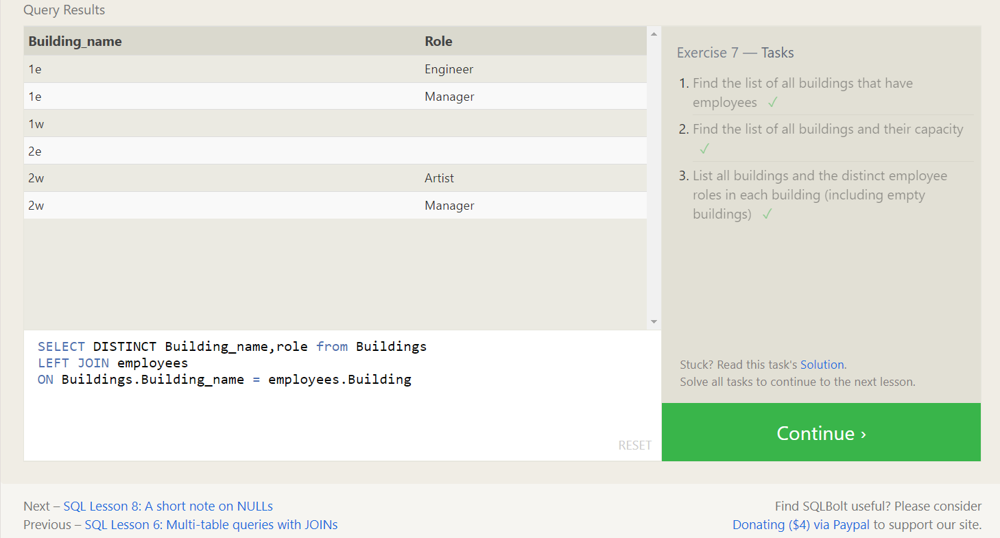 Query Results
Building_name Role
1e Engineer
1e Manager
1w
2e
2w Artist
2w Manager
SELECT DISTINCT Building_name,role from Buildings
LEFT JOIN employees
ON Buildings.Building_name = employees.Building
RESET
Exercise 7 — Tasks
1. Find the list of all buildings that have
employees ✓
2. Find the list of all buildings and their capacity
✓
3. List all buildings and the distinct employee
roles in each building (including empty
buildings) ✓
Stuck? Read this task's Solution.
Solve all tasks to continue to the next lesson.
Continue ›
Next – SQL Lesson 8: A short note on NULLs
Previous – SQL Lesson 6: Multi-table queries with JOINs
Find SQLBolt useful? Please consider
Donating ($4) via Paypal to support our site.